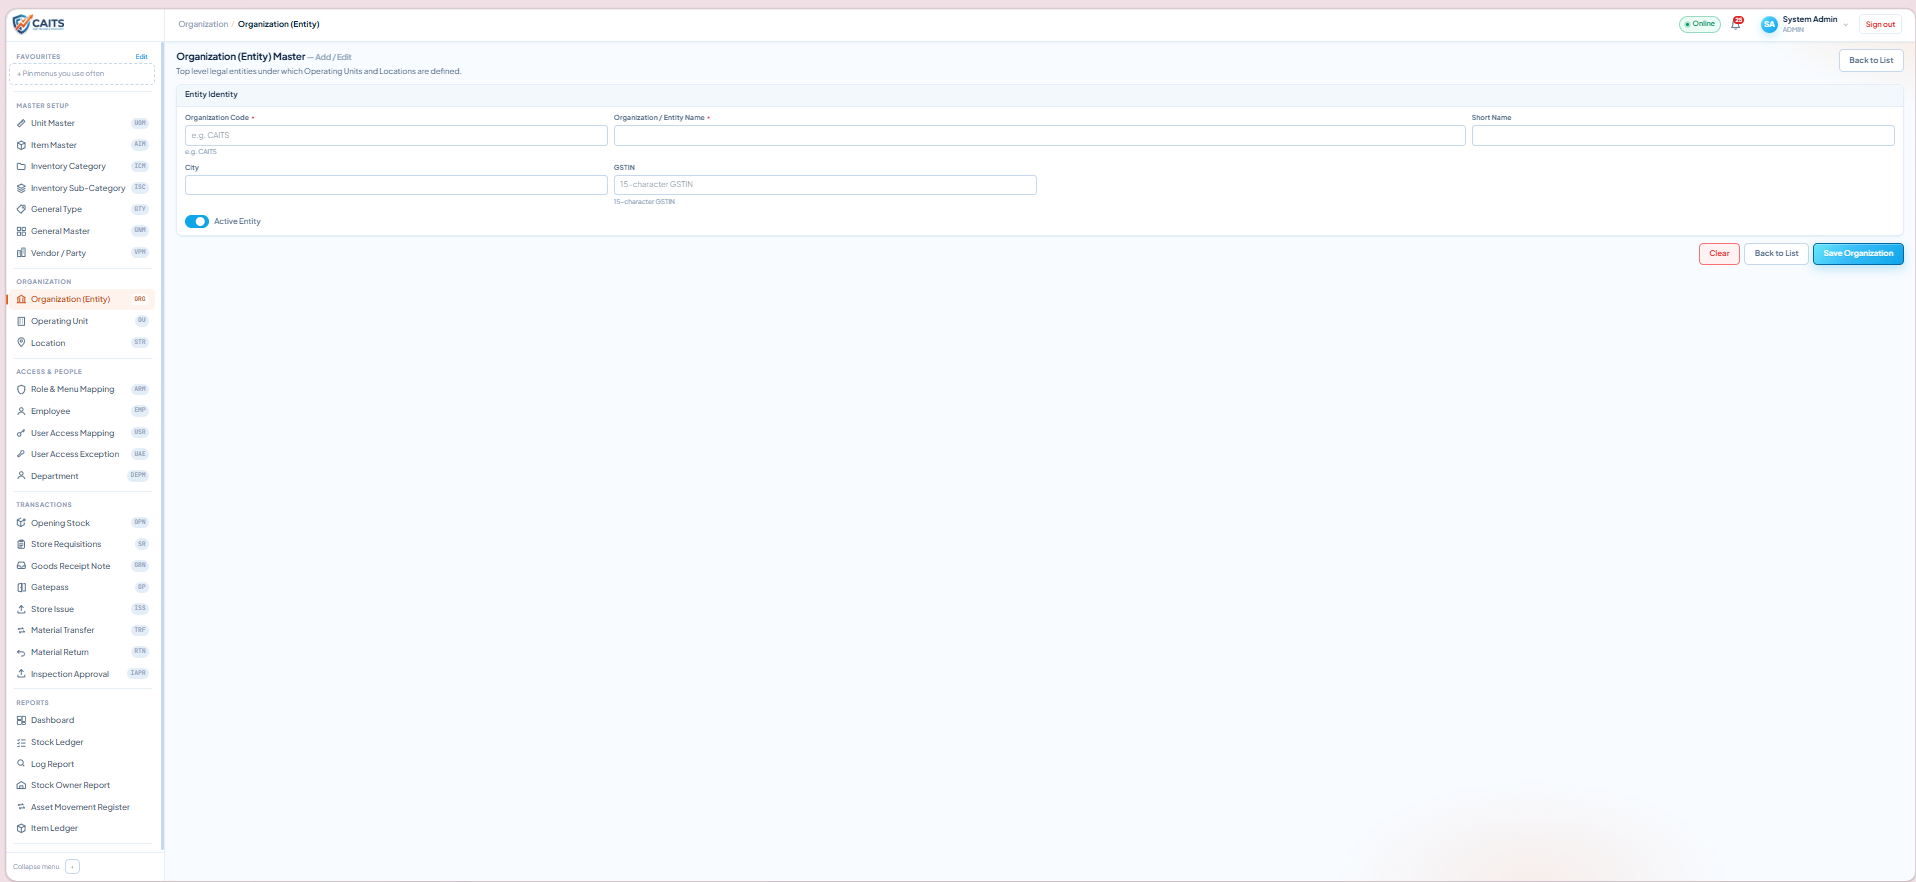 CAITS
Organization / Organization (Entity)
Online
25
SA
System Admin
ADMIN
Sign out
FAVOURITES
Edit
+ Pin menus you use often
MASTER SETUP
Unit Master UOM
Item Master AIM
Inventory Category ICM
Inventory Sub-Category ISC
General Type GTY
General Master GNM
Vendor / Party VPM
ORGANIZATION
Organization (Entity) ORG
Operating Unit OU
Location STR
ACCESS & PEOPLE
Role & Menu Mapping ARM
Employee EMP
User Access Mapping USR
User Access Exception UAE
Department DEPM
TRANSACTIONS
Opening Stock OPN
Store Requisitions SR
Goods Receipt Note GRN
Gatepass GP
Store Issue ISS
Material Transfer TRF
Material Return RTN
Inspection Approval IAPR
REPORTS
Dashboard
Stock Ledger
Log Report
Stock Owner Report
Asset Movement Register
Item Ledger
Collapse menu
Organization (Entity) Master — Add / Edit
Top level legal entities under which Operating Units and Locations are defined.
Back to List
Entity Identity
Organization Code *
e.g. CAITS
e.g. CAITS
Organization / Entity Name *
Short Name
City
GSTIN
15-character GSTIN
15-character GSTIN
Active Entity
Clear
Back to List
Save Organization